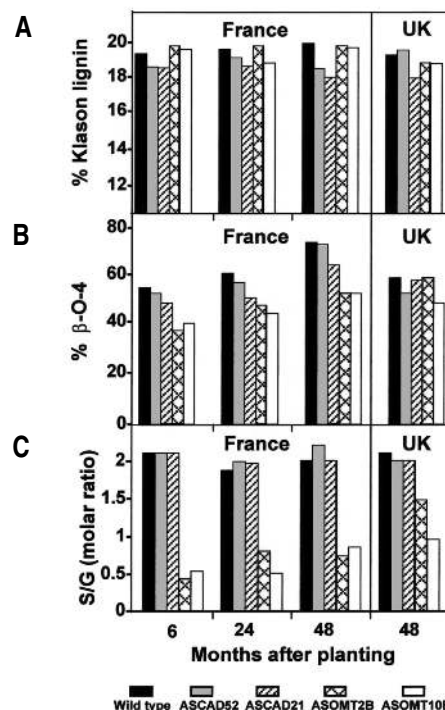 A
France
UK
% Klason lignin
20
18
16
14
12
B
France
UK
% β-O-4
80
60
40
20
0
C
France
UK
S/G (molar ratio)
2
1.5
1
0.5
0
6 24 48 48
Months after planting
Wild type ASCAD52 ASCAD21 ASOMT2B